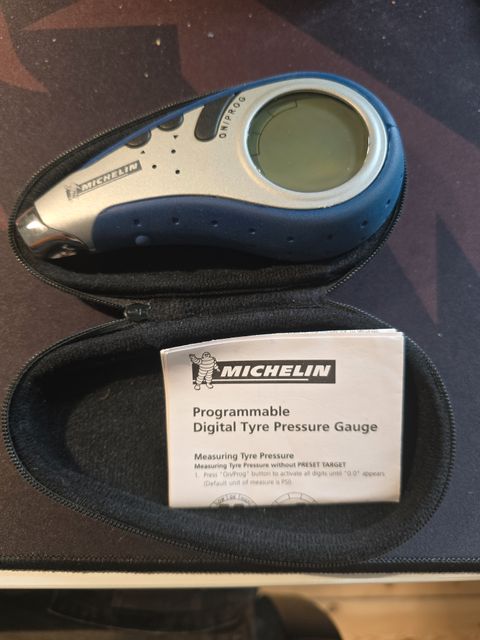 ON/PROG
MICHELIN
MICHELIN
Programmable
Digital Tyre Pressure Gauge
Measuring Tyre Pressure
Measuring Tyre Pressure without PRESET TARGET
1. Press "On/Prog" button to activate all digits until "0.0" appears
(Default unit of measure is PSI).